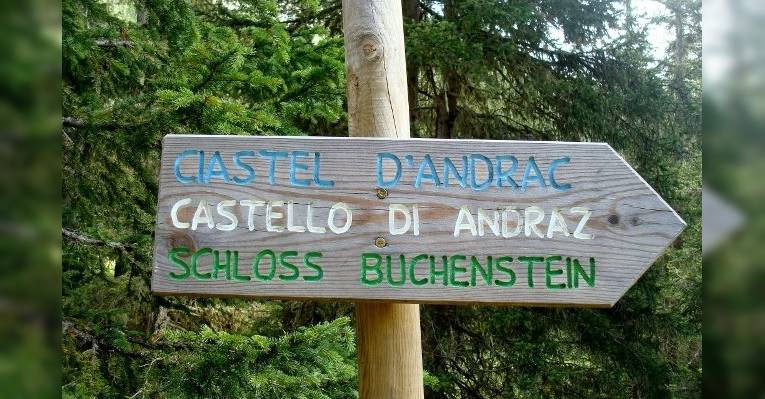 CIASTEL D'ANDRAC
CASTELLO DI ANDRAZ
SCHLOSS BUCHENSTEIN